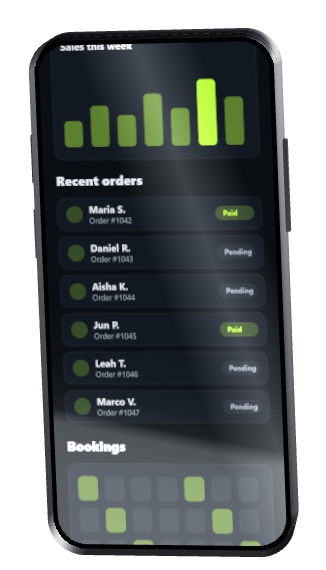 Sales this week
Recent orders
Maria S.
Order #1042
Paid
Daniel R.
Order #1043
Pending
Aisha K.
Order #1044
Pending
Jun P.
Order #1045
Paid
Leah T.
Order #1046
Pending
Marco V.
Order #1047
Pending
Bookings